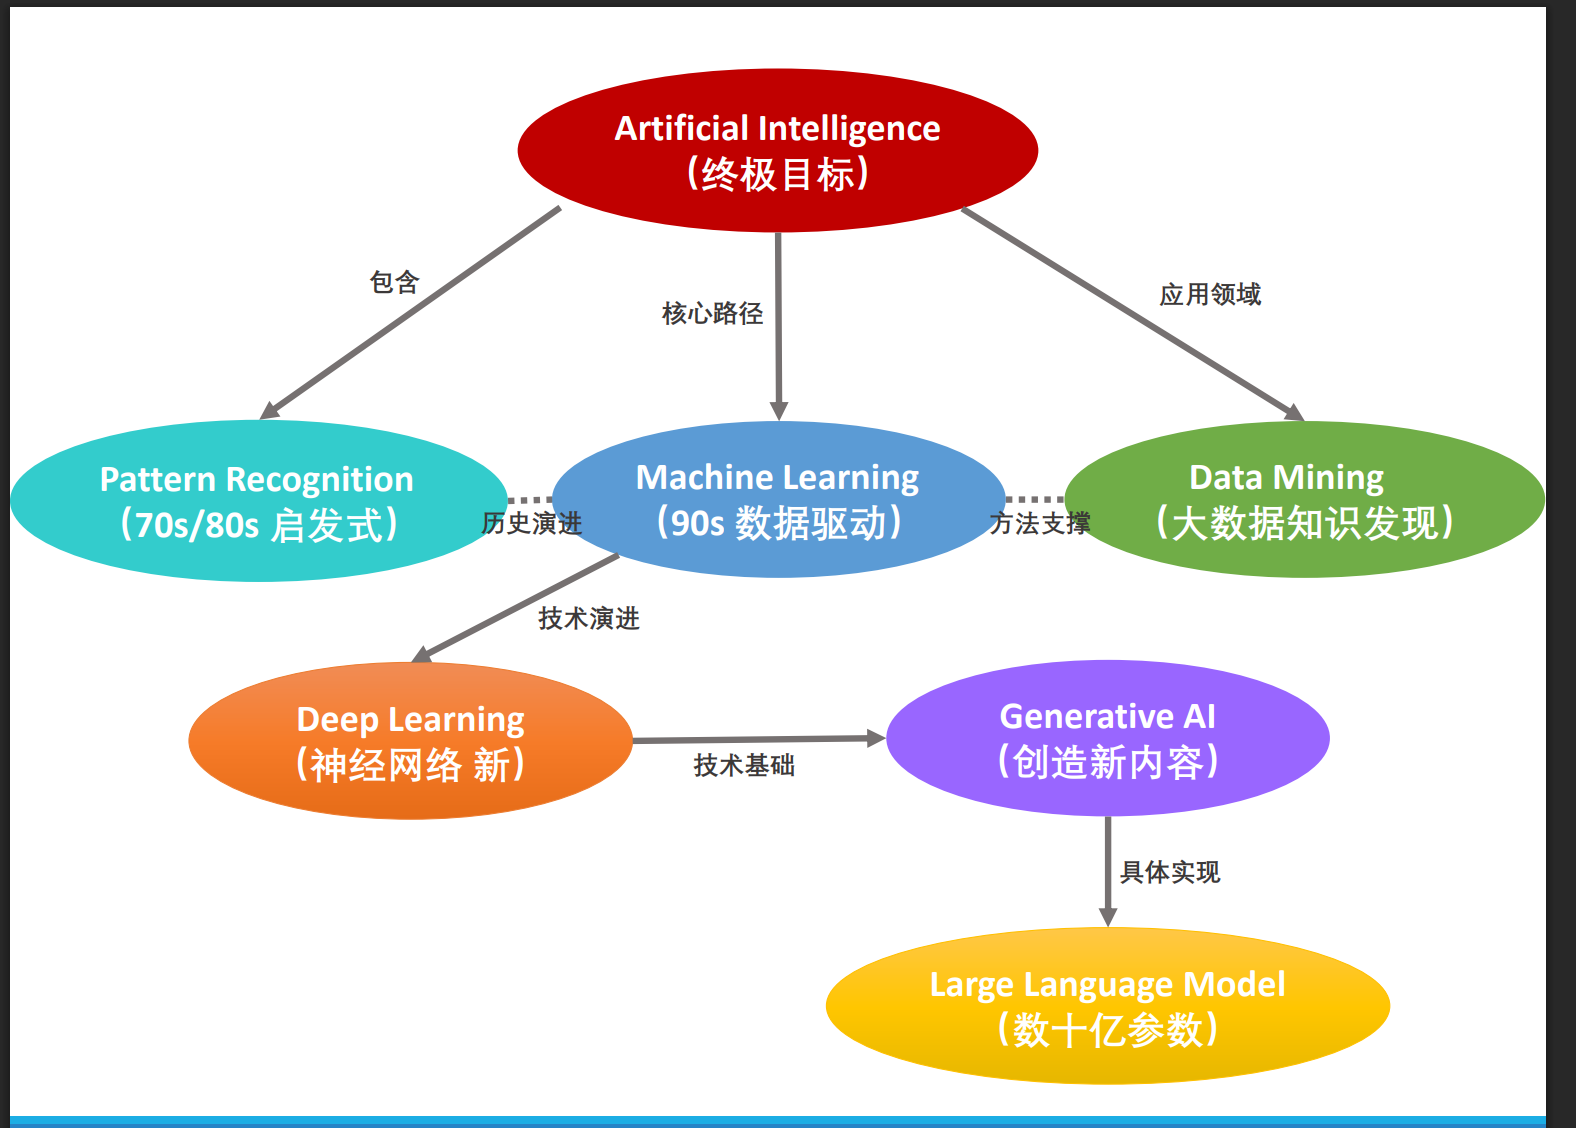 Artificial Intelligence
(终极目标)
包含
核心路径
应用领域
Pattern Recognition
(70s/80s 启发式)
历史演进
Machine Learning
(90s 数据驱动)
方法支撑
Data Mining
(大数据知识发现)
技术演进
Deep Learning
(神经网络 新)
技术基础
Generative AI
(创造新内容)
具体实现
Large Language Model
(数十亿参数)